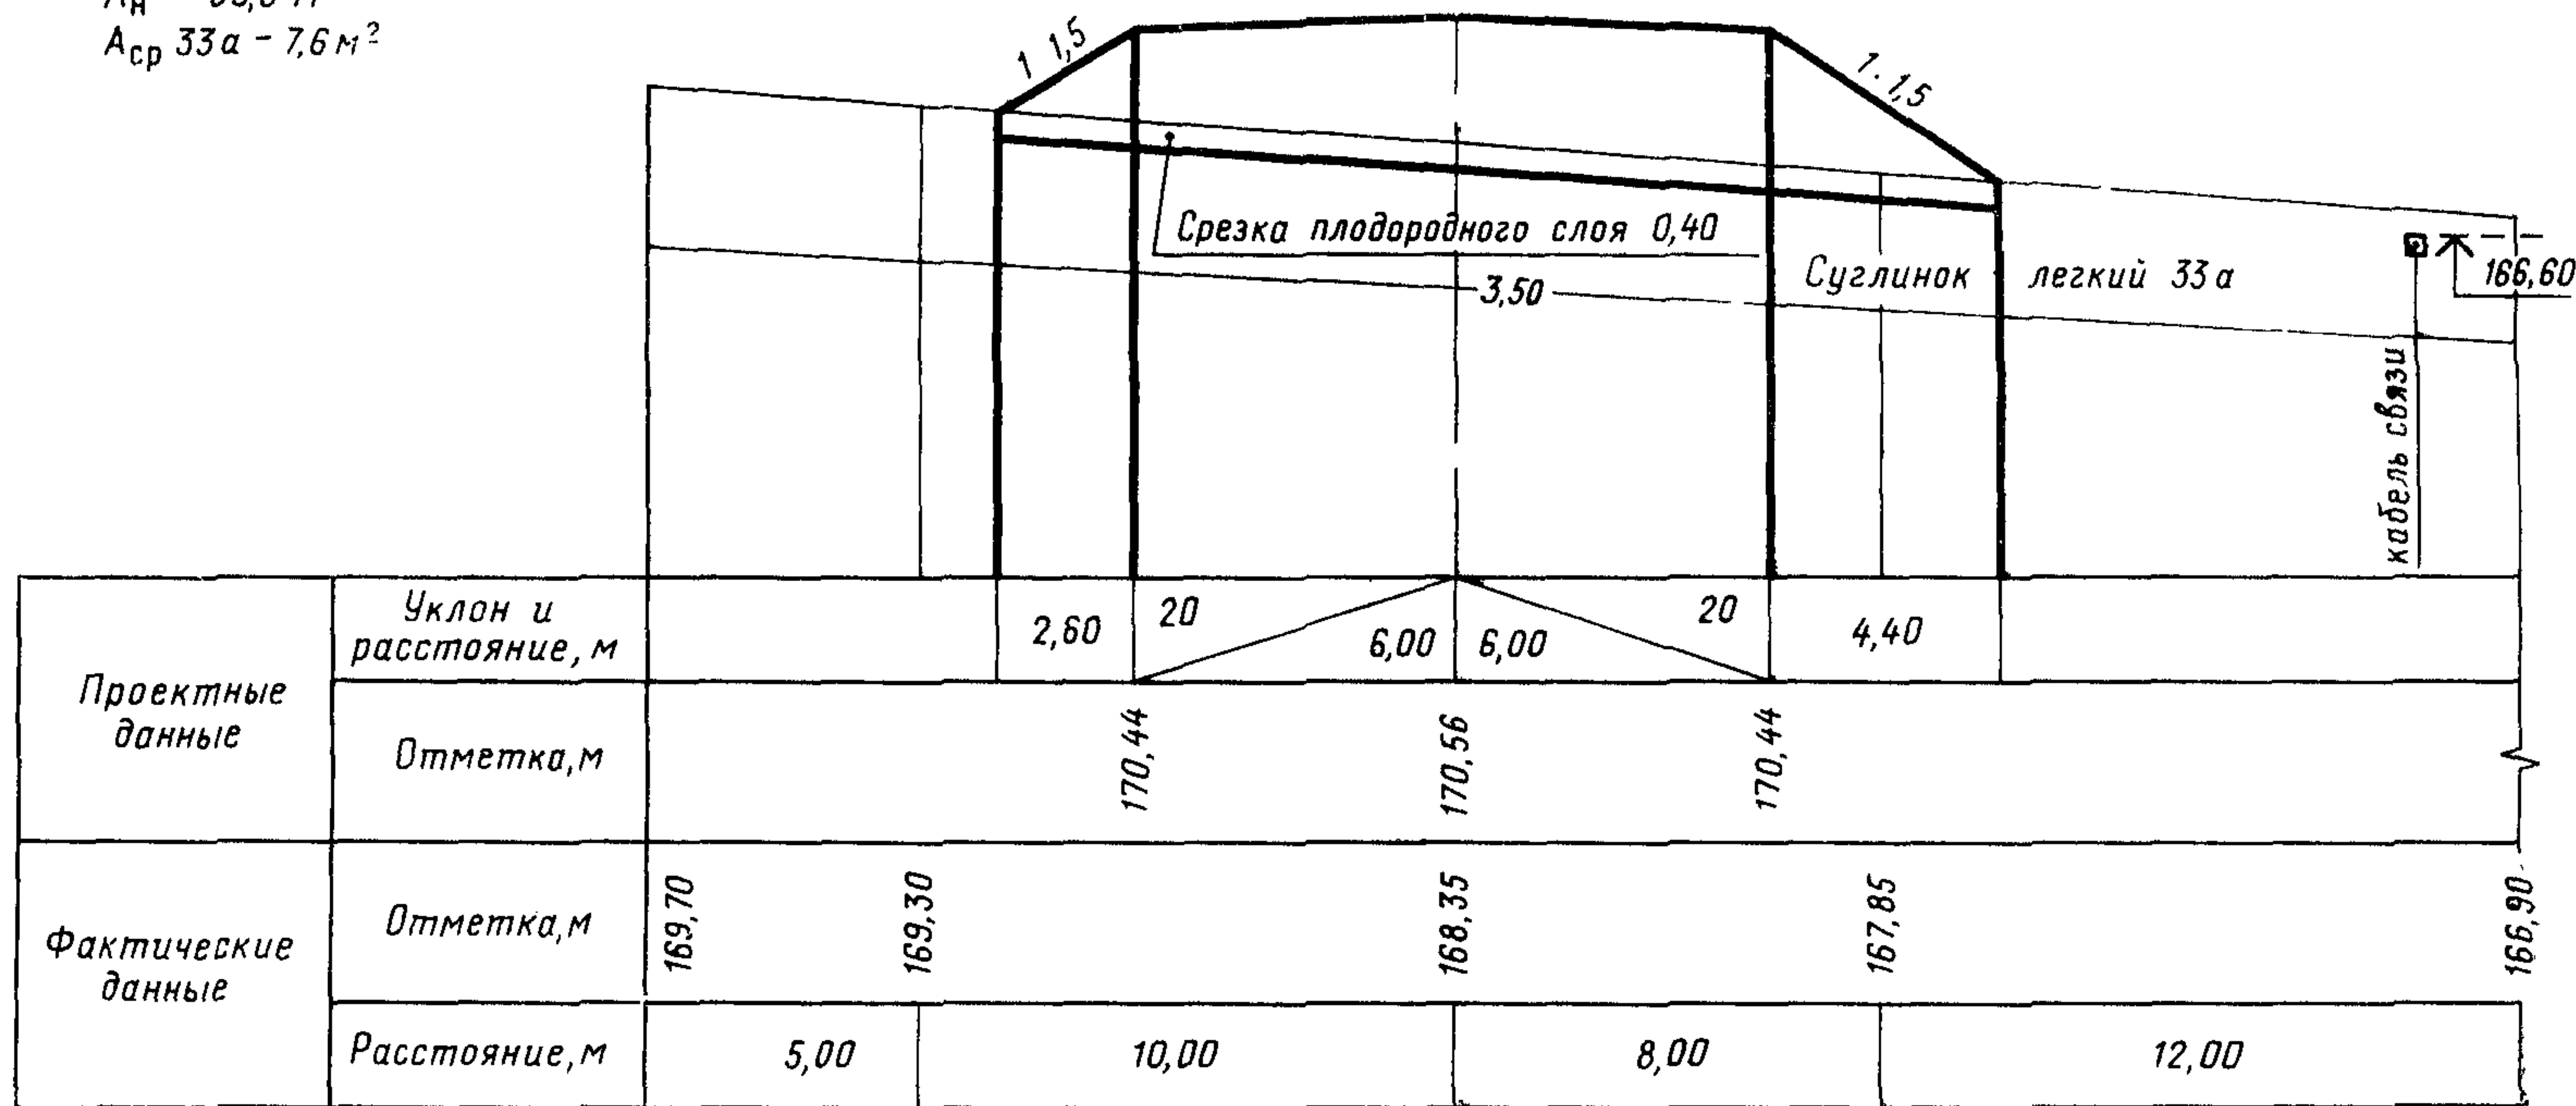 Аср 33а - 7,6 м²
1 1,5
1:1,5
Срезка плодородного слоя 0,40
3,50
Суглинок легкий 33а
166,60
кабель связи
Проектные
данные
Уклон и
расстояние, м
2,60 20 6,00 6,00 20 4,40
Отметка, м
170,44 170,56 170,44
Фактические
данные
Отметка, м
169,70 169,30 168,35 167,85 166,90
Расстояние, м
5,00 10,00 8,00 12,00